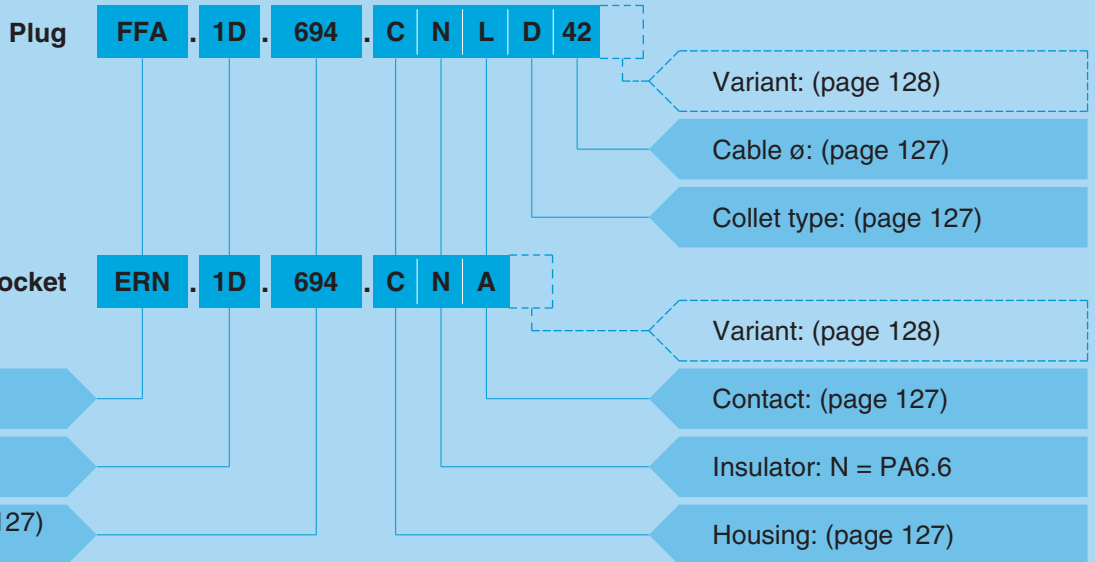 Plug FFA . 1D . 694 . C N L D 42
Variant: (page 128)
Cable ø: (page 127)
Collet type: (page 127)
ocket ERN . 1D . 694 . C N A
Variant: (page 128)
Contact: (page 127)
Insulator: N = PA6.6
127)
Housing: (page 127)